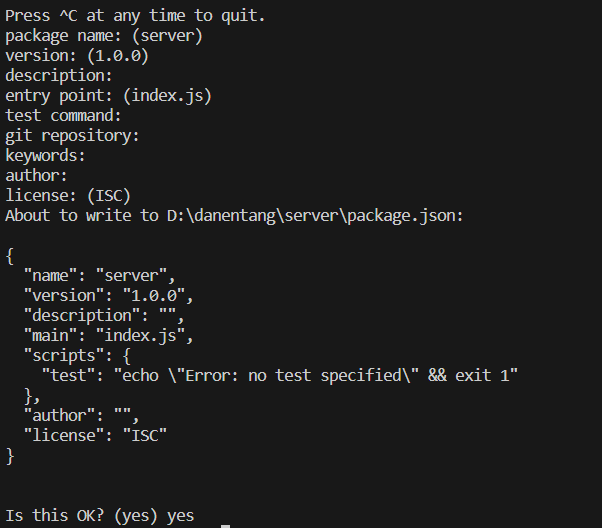 Press ^C at any time to quit.
package name: (server)
version: (1.0.0)
description:
entry point: (index.js)
test command:
git repository:
keywords:
author:
license: (ISC)
About to write to D:\danentang\server\package.json:

{
  "name": "server",
  "version": "1.0.0",
  "description": "",
  "main": "index.js",
  "scripts": {
    "test": "echo \"Error: no test specified\" && exit 1"
  },
  "author": "",
  "license": "ISC"
}


Is this OK? (yes) yes